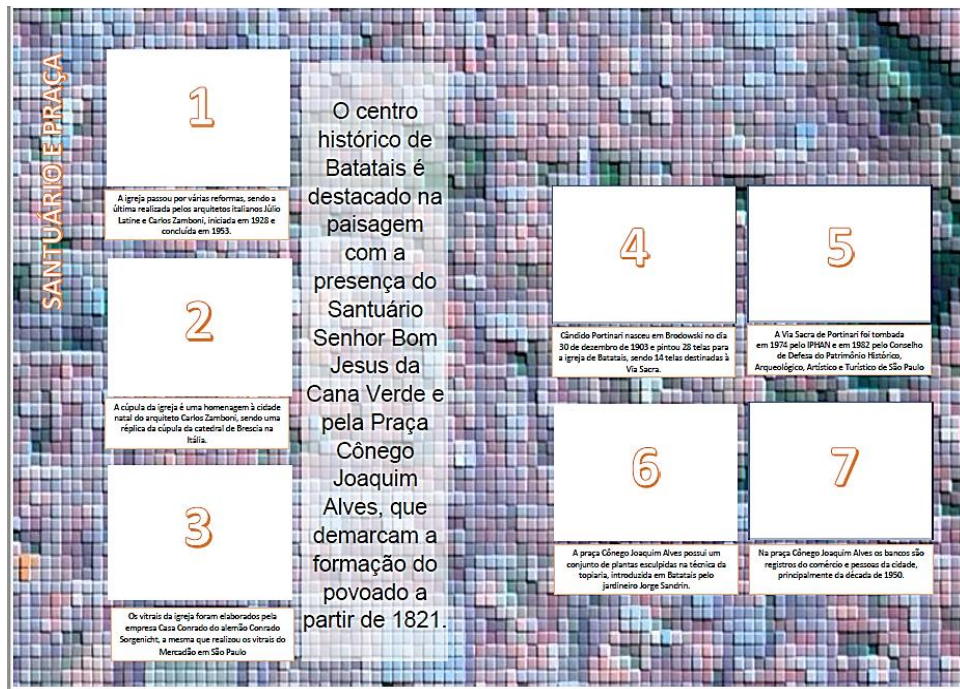 SANTUÁRIO E PRAÇA
1
A igreja passou por várias reformas, sendo a
última realizada pelos arquitetos italianos Júlio
Latine e Carlos Zamboni, iniciada em 1928 e
concluída em 1953.
2
A cúpula da igreja é uma homenagem à cidade
natal do arquiteto Carlos Zamboni, sendo uma
réplica da cúpula da catedral de Brescia na
Itália.
3
Os vitrais da igreja foram elaborados pela
empresa Casa Conrado do alemão Conrado
Sorgenicht, a mesma que realizou os vitrais do
Mercadão em São Paulo
O centro
histórico de
Batatais é
destacado na
paisagem
com a
presença do
Santuário
Senhor Bom
Jesus da
Cana Verde e
pela Praça
Cônego
Joaquim
Alves, que
demarcam a
formação do
povoado a
partir de 1821.
4
Cândido Portinari nasceu em Brodowski no dia
30 de dezembro de 1903 e pintou 28 telas para
a igreja de Batatais, sendo 14 telas destinadas à
Via Sacra.
5
A Via Sacra de Portinari foi tombada
em 1974 pelo IPHAN e em 1982 pelo Conselho
de Defesa do Patrimônio Histórico,
Arqueológico, Artístico e Turístico de São Paulo
6
A praça Cônego Joaquim Alves possui um
conjunto de plantas esculpidas na técnica da
topiaria, introduzida em Batatais pelo
jardineiro Jorge Sandrin.
7
Na praça Cônego Joaquim Alves os bancos são
registros do comércio e pessoas da cidade,
principalmente da década de 1950.